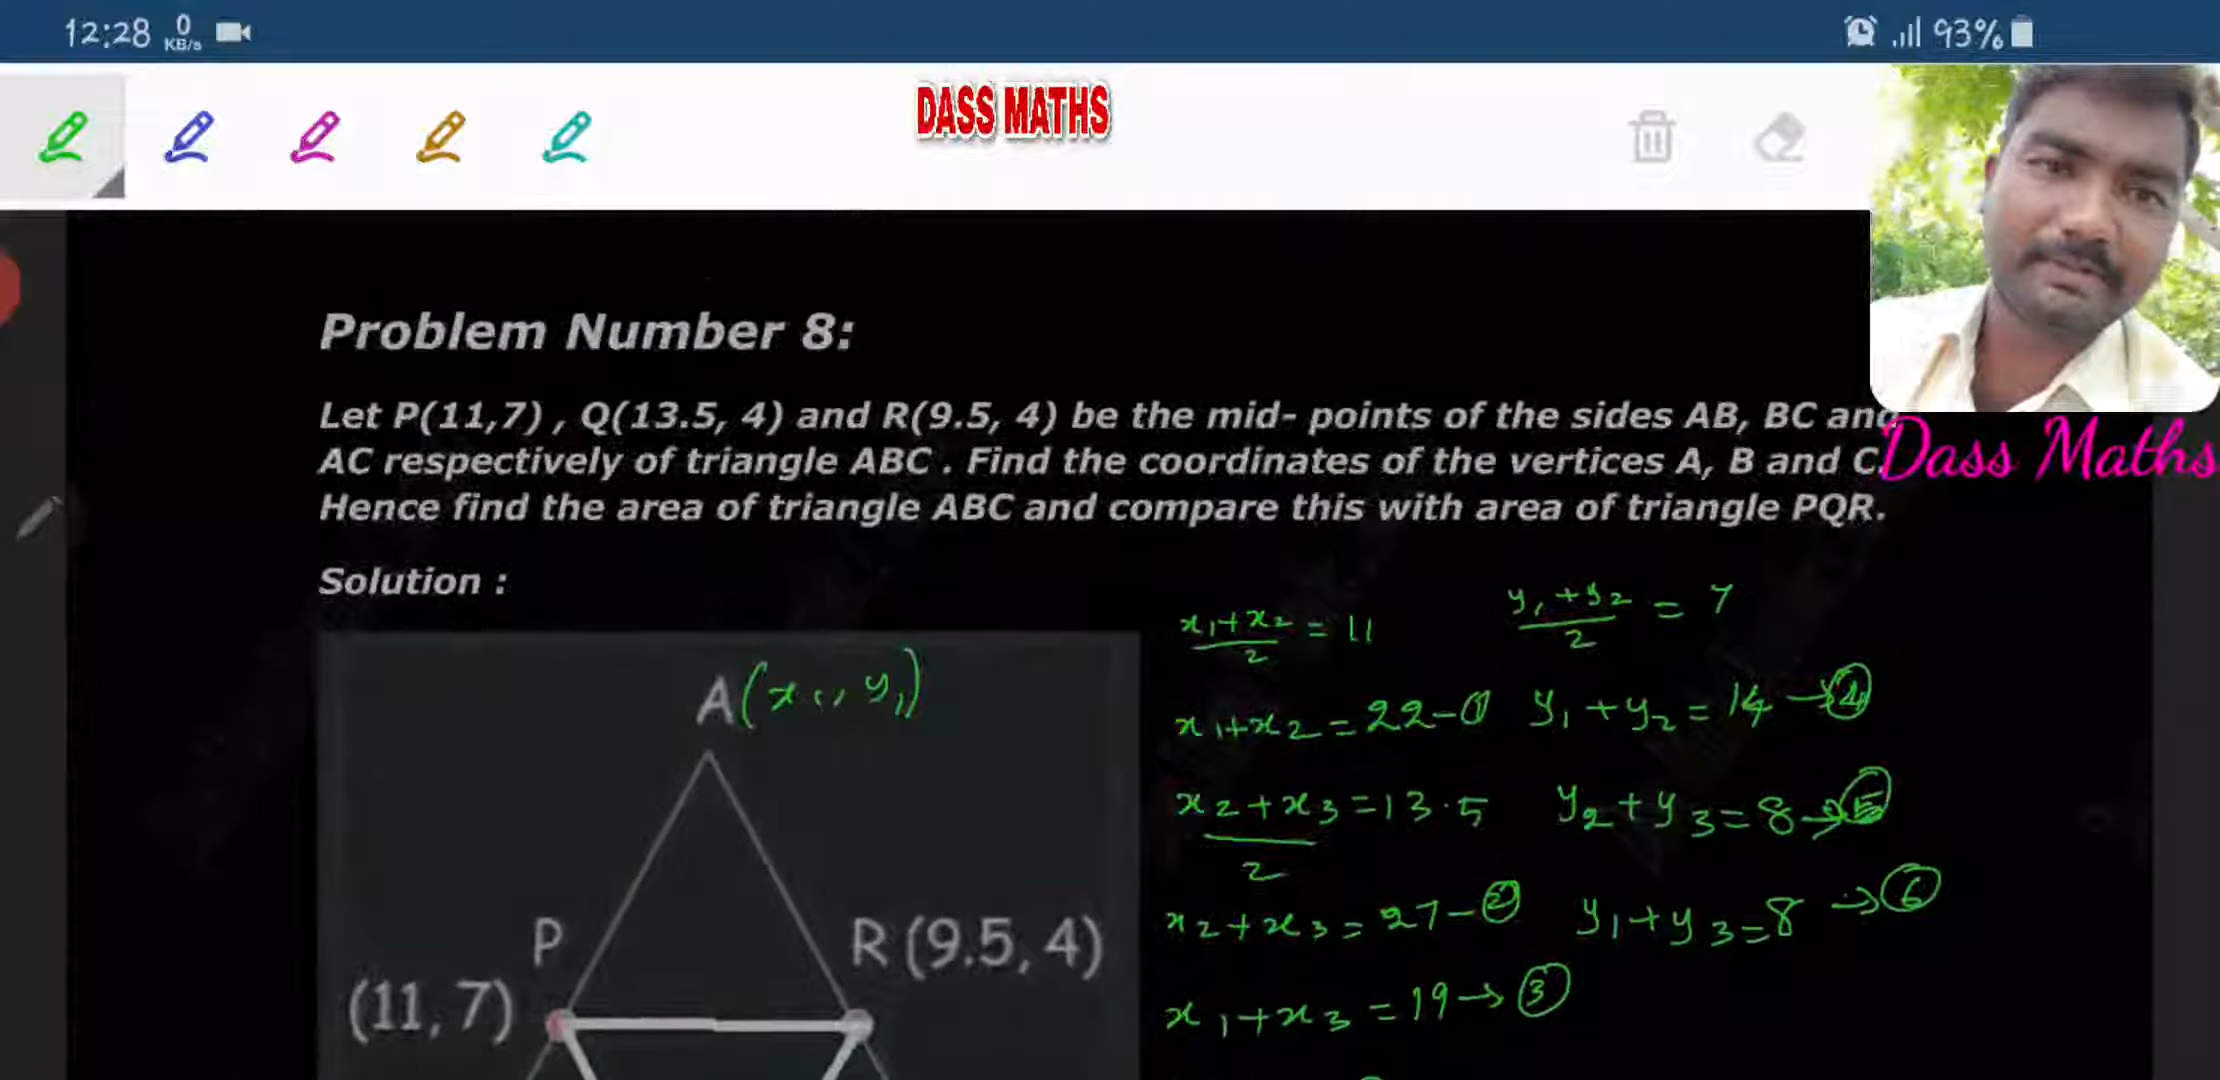 12:28 0 KB/s 93%
DASS MATHS
Problem Number 8:
Let P(11,7) , Q(13.5, 4) and R(9.5, 4) be the mid- points of the sides AB, BC and
AC respectively of triangle ABC . Find the coordinates of the vertices A, B and C.
Dass Maths
Hence find the area of triangle ABC and compare this with area of triangle PQR.
Solution :
A(x₁, y₁)
P
R (9.5, 4)
(11, 7)
(x₁+x₂)/2 = 11 (y₁+y₂)/2 = 7
x₁+x₂ = 22 – ① y₁+y₂ = 14 → ④
(x₂+x₃)/2 = 13.5 y₂+y₃ = 8 → ⑤
x₂+x₃ = 27 – ② y₁+y₃ = 8 → ⑥
x₁+x₃ = 19 → ③